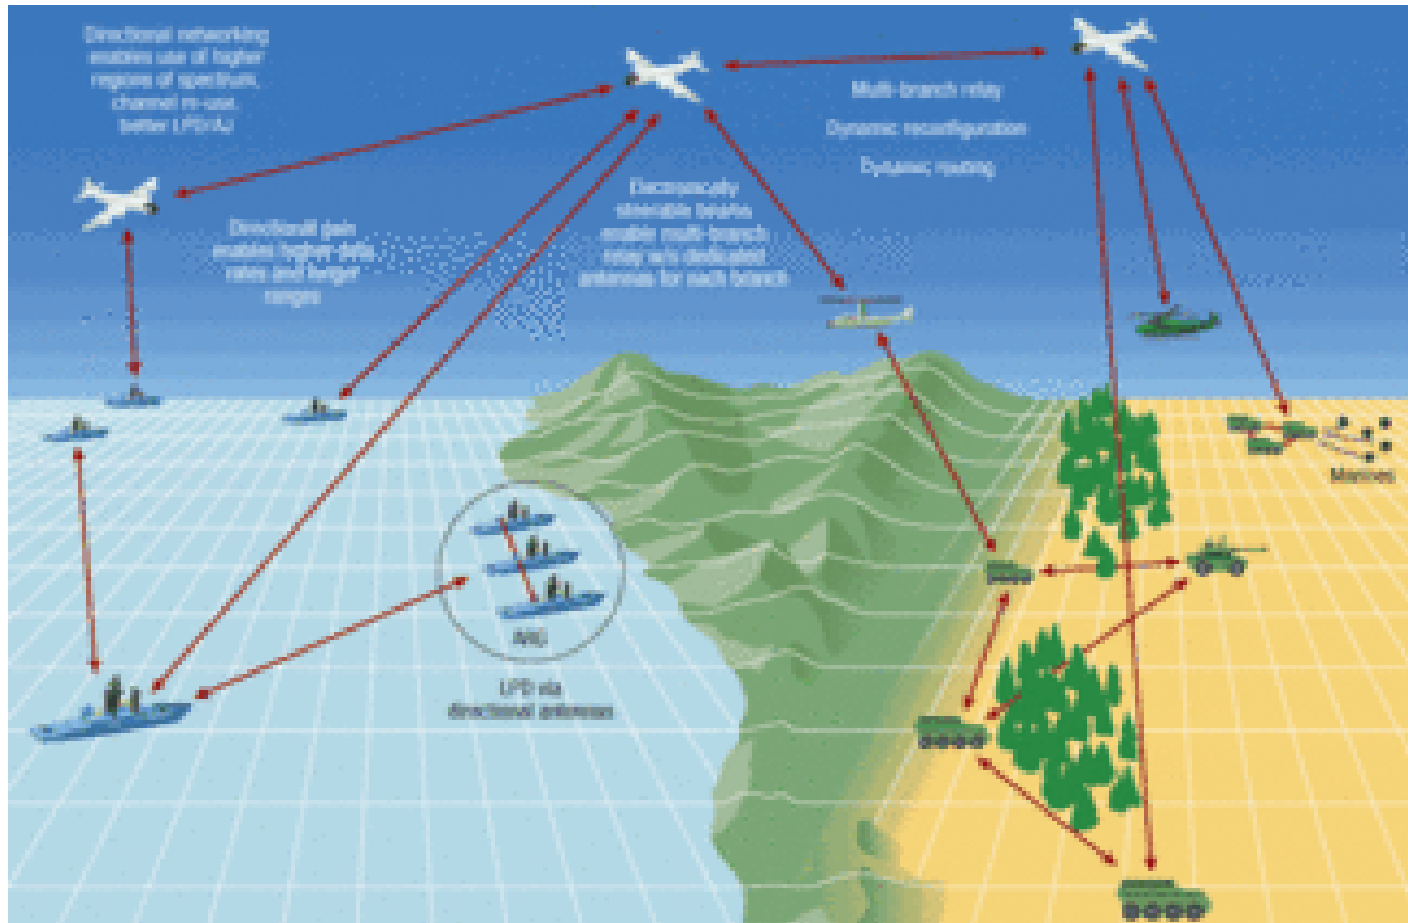 Directional networking
enables use of higher
regions of spectrum,
channel re-use,
better LPD/AJ
Multi-branch relay
Dynamic reconfiguration
Dynamic routing
Electronically
steerable beams
enable multi-branch
relay w/o dedicated
antennas for each branch
Directional gain
enables higher data
rates and longer
ranges
Marines
ARG
LPD via
directional antennas